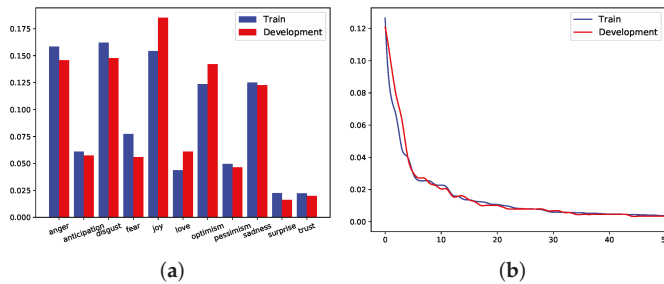 Train
Development
0.175
0.150
0.125
0.100
0.075
0.050
0.025
0.000
anger
anticipation
disgust
fear
joy
love
optimism
pessimism
sadness
surprise
trust
(a)
Train
Development
0.12
0.10
0.08
0.06
0.04
0.02
0.00
0
10
20
30
40
(b)